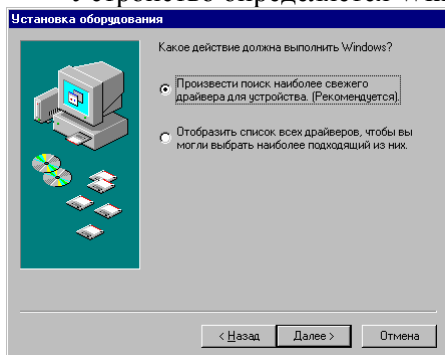 Установка оборудования
Какое действие должна выполнить Windows?
Произвести поиск наиболее свежего
драйвера для устройства. (Рекомендуется).
Отобразить список всех драйверов, чтобы вы
могли выбрать наиболее подходящий из них.
< Назад
Далее >
Отмена